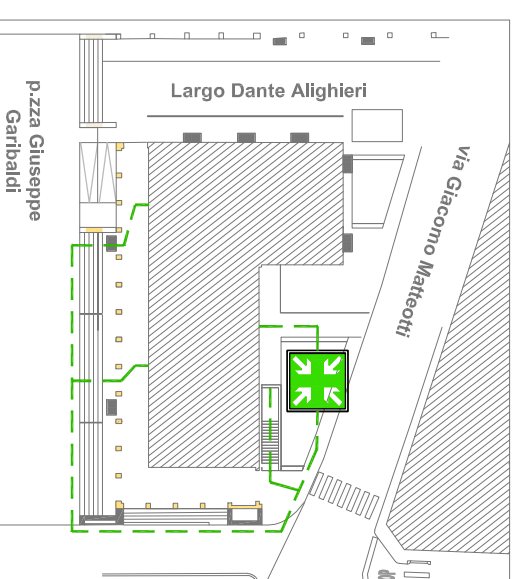 Largo Dante Alighieri
p.zza Giuseppe
Garibaldi
via Giacomo Matteotti